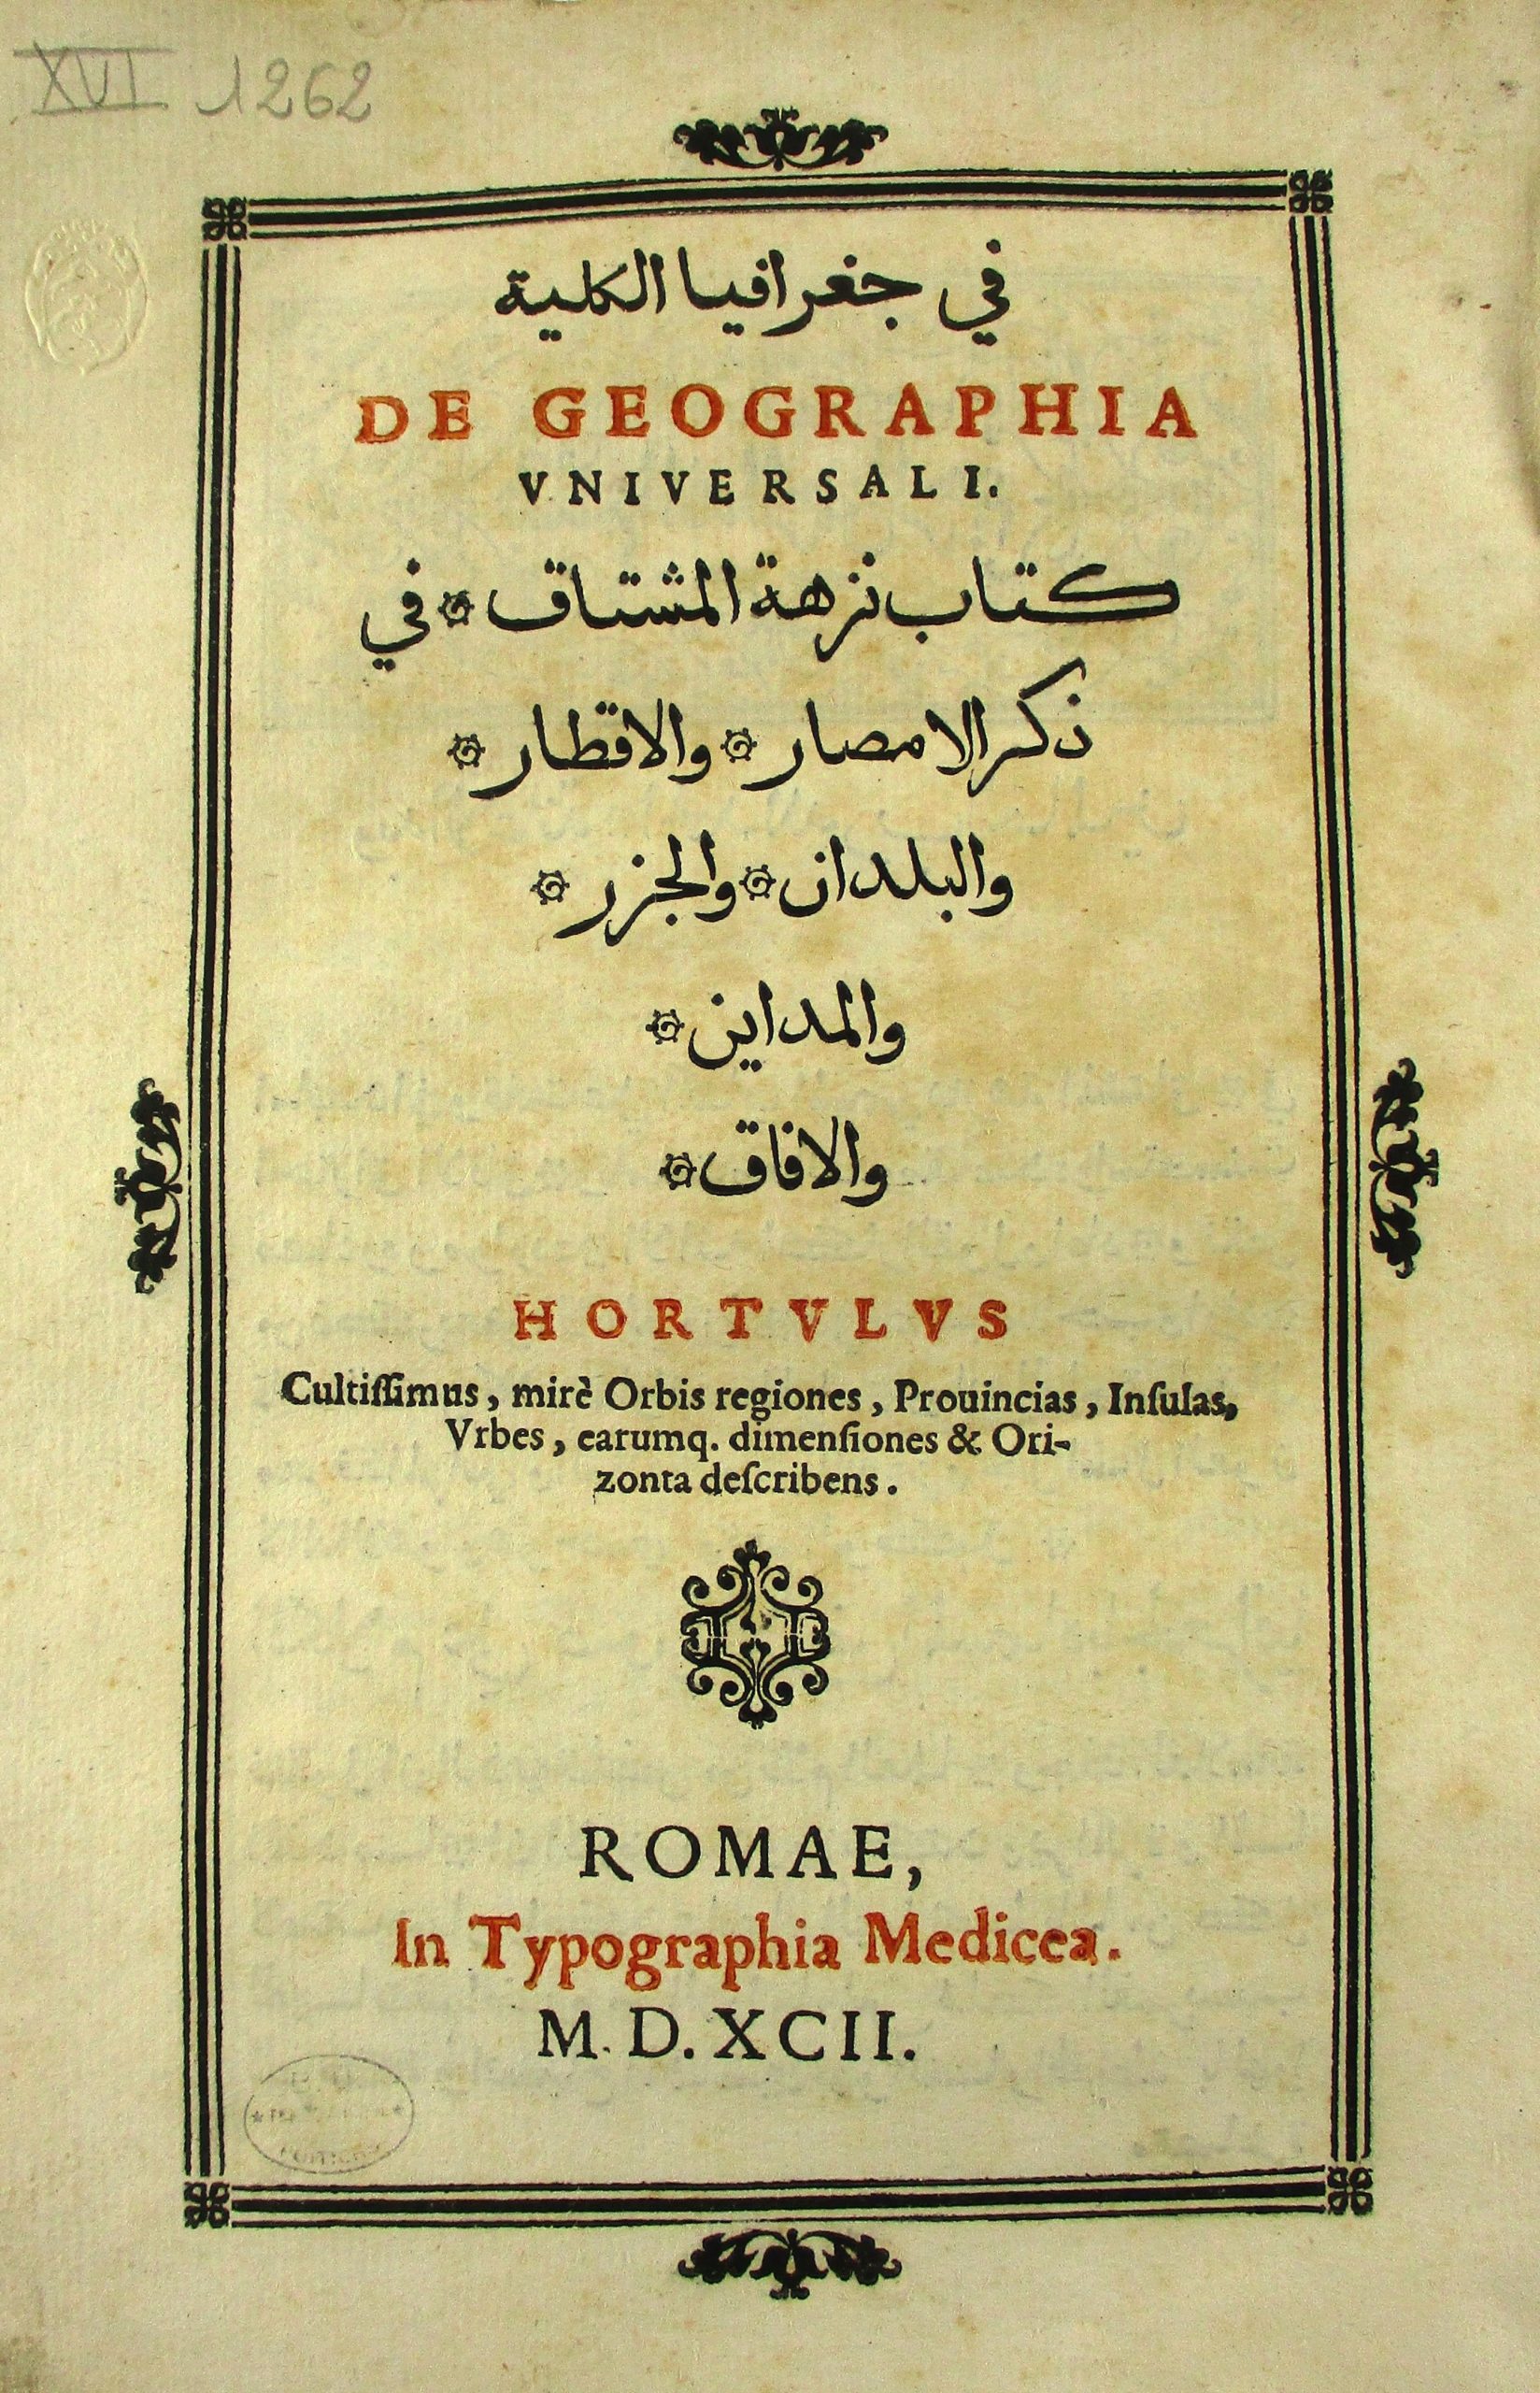 XVI 1262
في جغرافيا الكلية
DE GEOGRAPHIA
VNIVERSALI.
كتاب نزهة المشتاق ۞ في
ذكر الامصار ۞ والاقطار ۞
والبلدان ۞ والجزر ۞
والمداين ۞
والافاق ۞
HORTVLVS
Cultiſſimus, mirè Orbis regiones, Prouincias, Inſulas,
Vrbes, earumq. dimenſiones & Ori-
zonta deſcribens.
ROMAE,
In Typographia Medicea.
M. D. XCII.